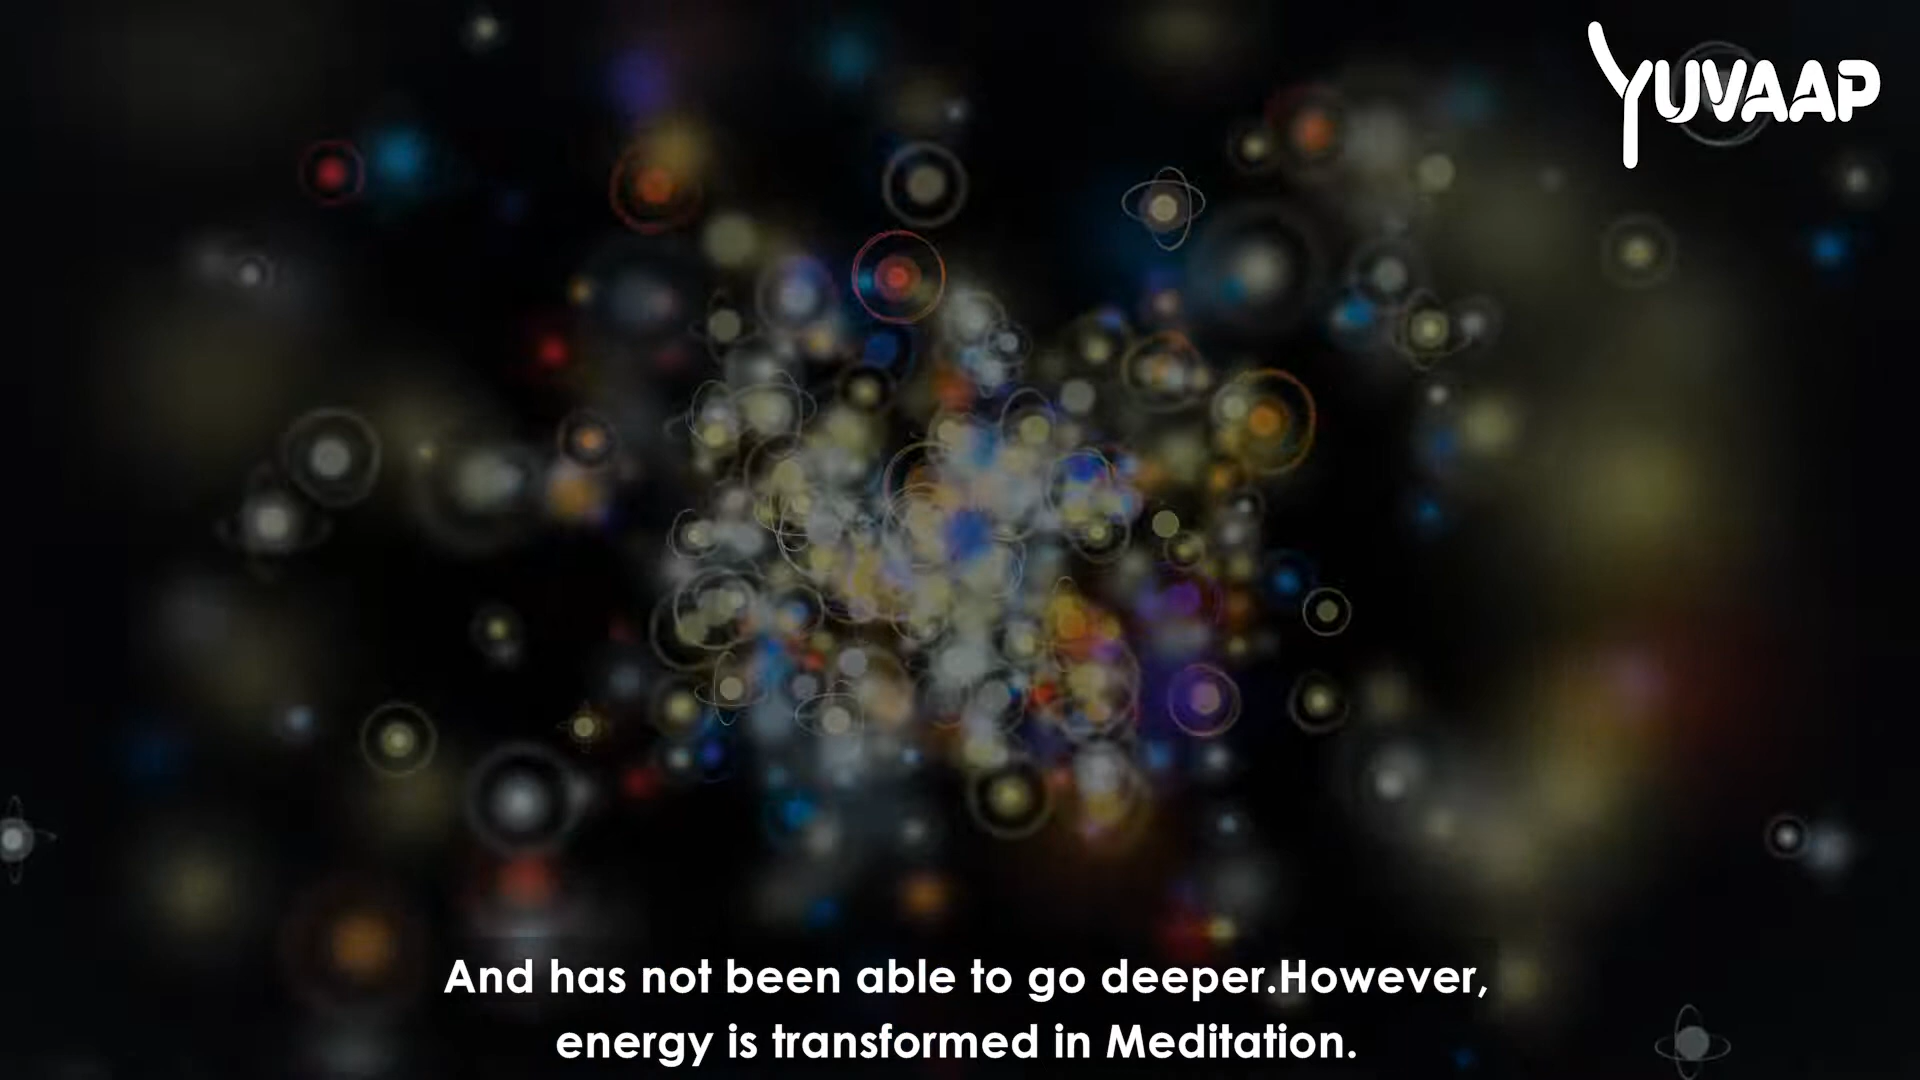 YUVAAP
And has not been able to go deeper.However,
energy is transformed in Meditation.